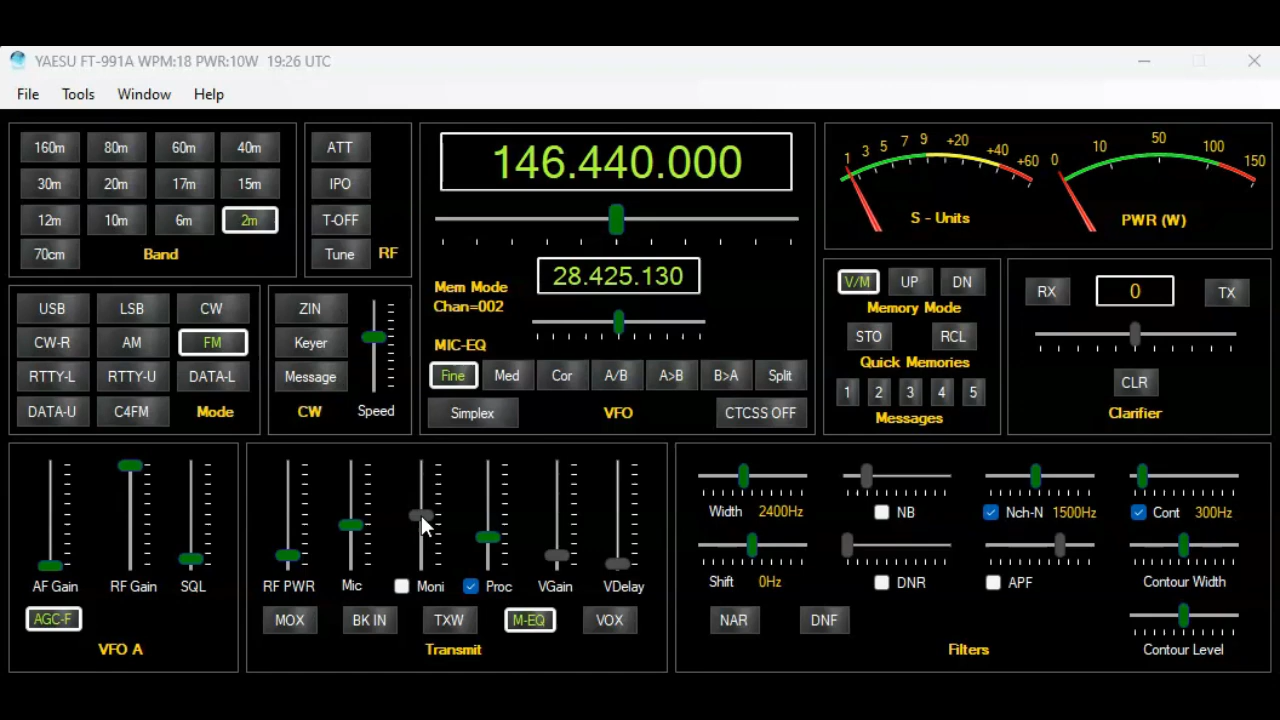 YAESU FT-991A WPM:18 PWR:10W 19:26 UTC
File Tools Window Help
160m 80m 60m 40m
30m 20m 17m 15m
12m 10m 6m 2m
70cm Band
ATT
IPO
T-OFF
Tune RF
146.440.000
28.425.130
Mem Mode
Chan=002
MIC-EQ
Fine Med Cor A/B A>B B>A Split
Simplex VFO CTCSS OFF
1 3 5 7 9 +20 +40 +60
S - Units
0 10 50 100 150
PWR (W)
USB LSB CW
CW-R AM FM
RTTY-L RTTY-U DATA-L
DATA-U C4FM Mode
ZIN
Keyer
Message
CW Speed
V/M UP DN
Memory Mode
STO RCL
Quick Memories
1 2 3 4 5
Messages
RX 0 TX
CLR
Clarifier
AF Gain RF Gain SQL
AGC-F
VFO A
RF PWR Mic Moni Proc VGain VDelay
MOX BK IN TXW M-EQ VOX
Transmit
Width 2400Hz NB Nch-N 1500Hz Cont 300Hz
Shift 0Hz DNR APF Contour Width
NAR DNF
Filters Contour Level